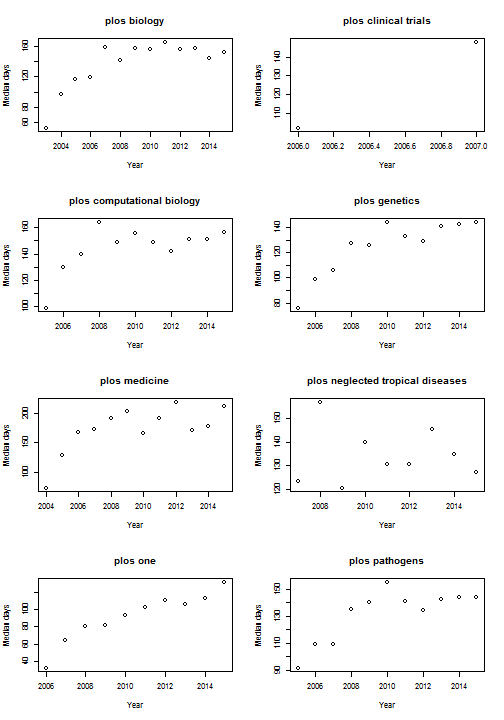 plos biology
Median days
60 80 120 160
2004 2006 2008 2010 2012 2014
Year
plos clinical trials
Median days
110 120 130 140
2006.0 2006.2 2006.4 2006.6 2006.8 2007.0
Year
plos computational biology
Median days
100 120 140 160
2006 2008 2010 2012 2014
Year
plos genetics
Median days
80 100 120 140
2006 2008 2010 2012 2014
Year
plos medicine
Median days
100 150 200
2004 2006 2008 2010 2012 2014
Year
plos neglected tropical diseases
Median days
120 130 140 150
2008 2010 2012 2014
Year
plos one
Median days
40 60 80 100
2006 2008 2010 2012 2014
Year
plos pathogens
Median days
90 110 130 150
2006 2008 2010 2012 2014
Year